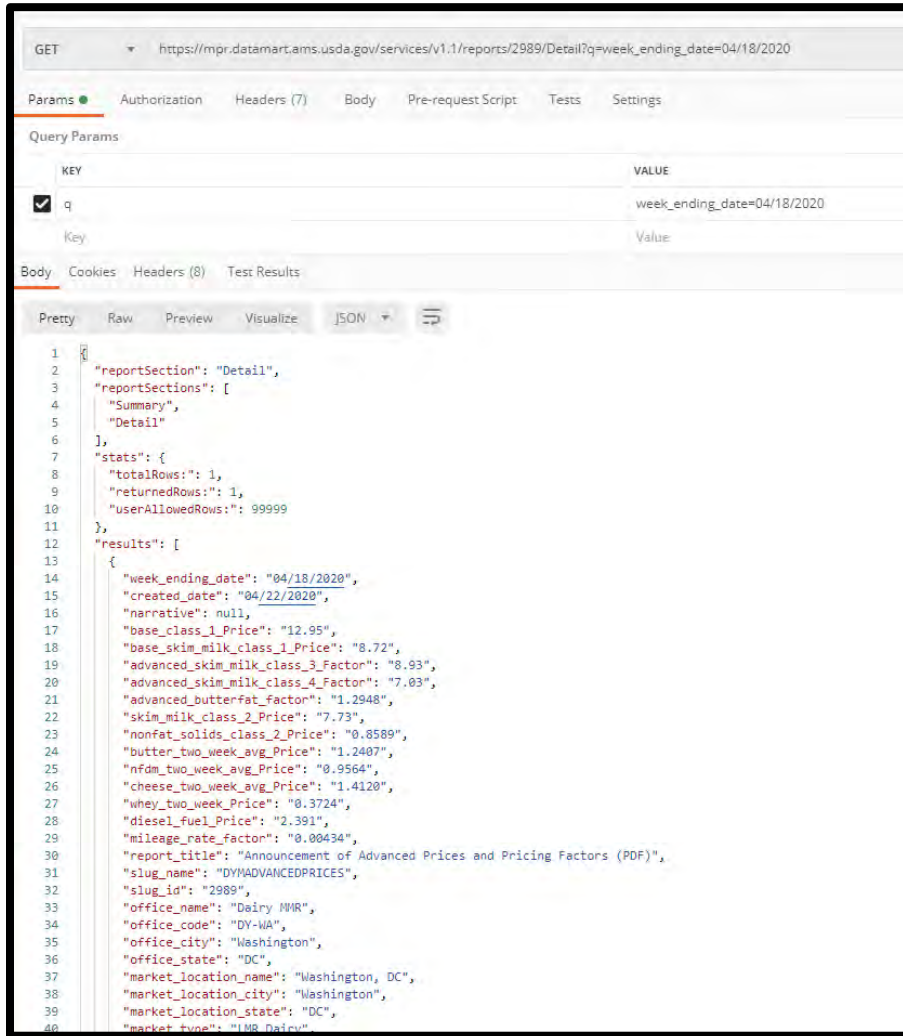 GET https://mpr.datamart.ams.usda.gov/services/v1.1/reports/2989/Detail?q=week_ending_date=04/18/2020
Params Authorization Headers (7) Body Pre-request Script Tests Settings
Query Params
KEY VALUE
q week_ending_date=04/18/2020
Key Value
Body Cookies Headers (8) Test Results
Pretty Raw Preview Visualize JSON
1 {
2 "reportSection": "Detail",
3 "reportSections": [
4 "Summary",
5 "Detail"
6 ],
7 "stats": {
8 "totalRows:": 1,
9 "returnedRows:": 1,
10 "userAllowedRows:": 99999
11 },
12 "results": [
13 {
14 "week_ending_date": "04/18/2020",
15 "created_date": "04/22/2020",
16 "narrative": null,
17 "base_class_1_Price": "12.95",
18 "base_skim_milk_class_1_Price": "8.72",
19 "advanced_skim_milk_class_3_Factor": "8.93",
20 "advanced_skim_milk_class_4_Factor": "7.03",
21 "advanced_butterfat_factor": "1.2948",
22 "skim_milk_class_2_Price": "7.73",
23 "nonfat_solids_class_2_Price": "0.8589",
24 "butter_two_week_avg_Price": "1.2407",
25 "nfdm_two_week_avg_Price": "0.9564",
26 "cheese_two_week_avg_Price": "1.4120",
27 "whey_two_week_Price": "0.3724",
28 "diesel_fuel_Price": "2.391",
29 "mileage_rate_factor": "0.00434",
30 "report_title": "Announcement of Advanced Prices and Pricing Factors (PDF)",
31 "slug_name": "DYMADVANCEDPRICES",
32 "slug_id": "2989",
33 "office_name": "Dairy MMR",
34 "office_code": "DY-WA",
35 "office_city": "Washington",
36 "office_state": "DC",
37 "market_location_name": "Washington, DC",
38 "market_location_city": "Washington",
39 "market_location_state": "DC",
40 "market_type": "LMR Dairy",